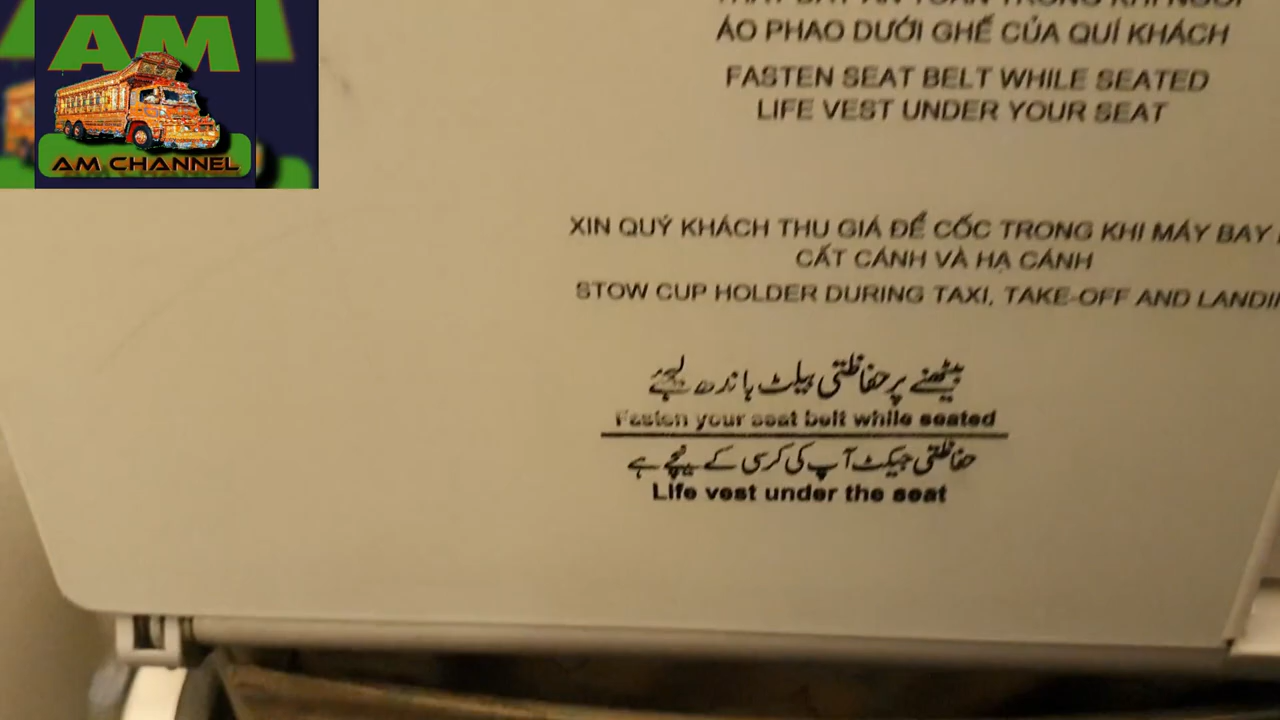 AM
AM CHANNEL
ÁO PHAO DƯỚI GHẾ CỦA QUÍ KHÁCH
FASTEN SEAT BELT WHILE SEATED
LIFE VEST UNDER YOUR SEAT
XIN QUÝ KHÁCH THU GIÁ ĐỂ CỐC TRONG KHI MÁY BAY
CẤT CÁNH VÀ HẠ CÁNH
STOW CUP HOLDER DURING TAXI, TAKE-OFF AND
بیٹھنے پر حفاظتی بیلٹ باندھ لیجئے
Fasten your seat belt while seated
حفاظتی جیکٹ آپ کی کرسی کے نیچے ہے
Life vest under the seat